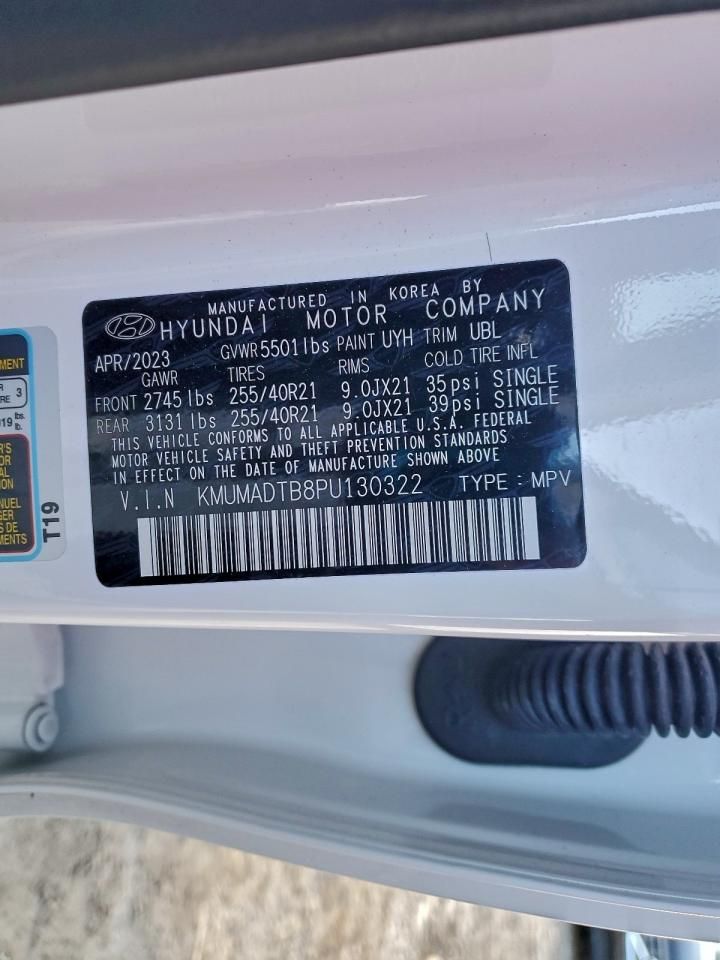 MANUFACTURED IN KOREA BY
HYUNDAI MOTOR COMPANY
APR/2023 GVWR 5501lbs PAINT UYH TRIM UBL
GAWR TIRES RIMS COLD TIRE INFL
FRONT 2745 lbs 255/40R21 9.0JX21 35psi SINGLE
REAR 3131 lbs 255/40R21 9.0JX21 39psi SINGLE
THIS VEHICLE CONFORMS TO ALL APPLICABLE U.S.A. FEDERAL
MOTOR VEHICLE SAFETY AND THEFT PREVENTION STANDARDS
IN EFFECT ON THE DATE OF MANUFACTURE SHOWN ABOVE
V.I.N KMUMADTB8PU130322 TYPE : MPV
3
lbs.
T19